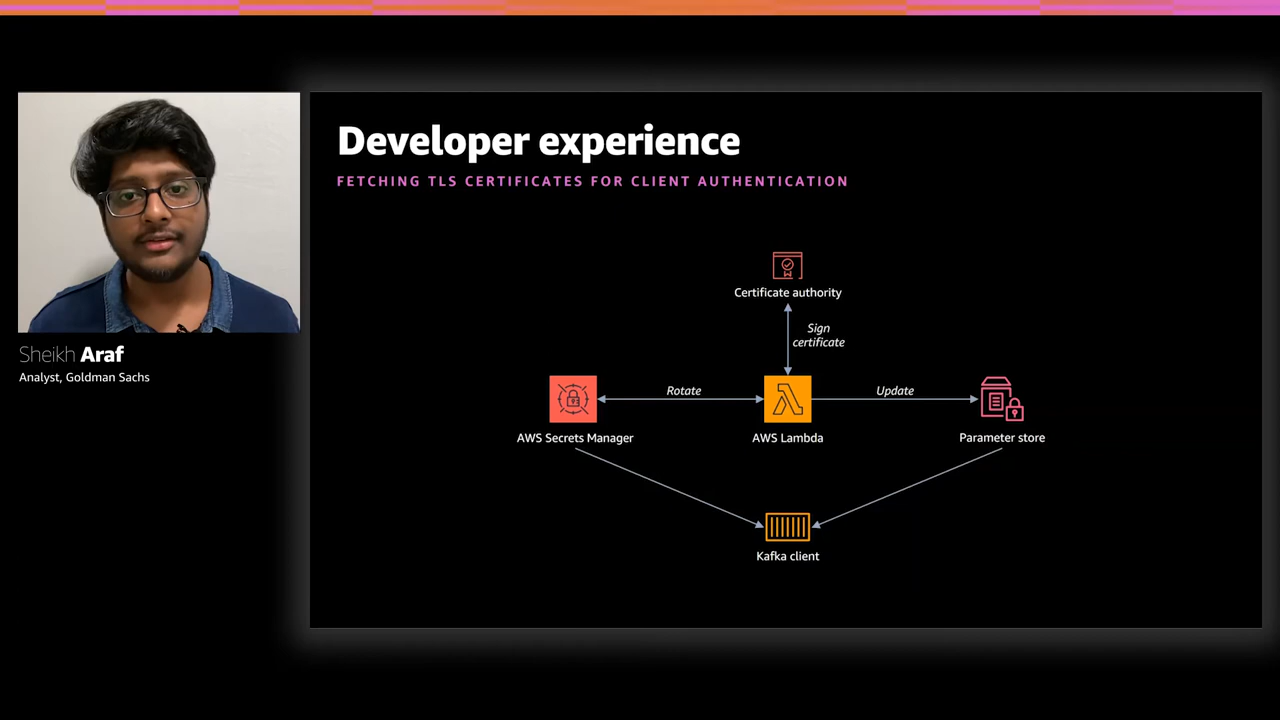 Developer experience
FETCHING TLS CERTIFICATES FOR CLIENT AUTHENTICATION
Certificate authority
Sign
certificate
Rotate
Update
AWS Secrets Manager
AWS Lambda
Parameter store
Kafka client
Sheikh Araf
Analyst, Goldman Sachs